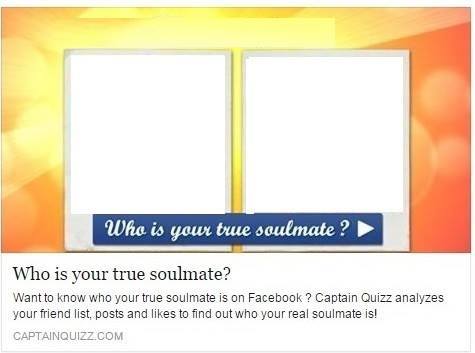 Who is your true soulmate ?
Who is your true soulmate?
Want to know who your true soulmate is on Facebook ? Captain Quizz analyzes
your friend list, posts and likes to find out who your real soulmate is!
CAPTAINQUIZZ.COM